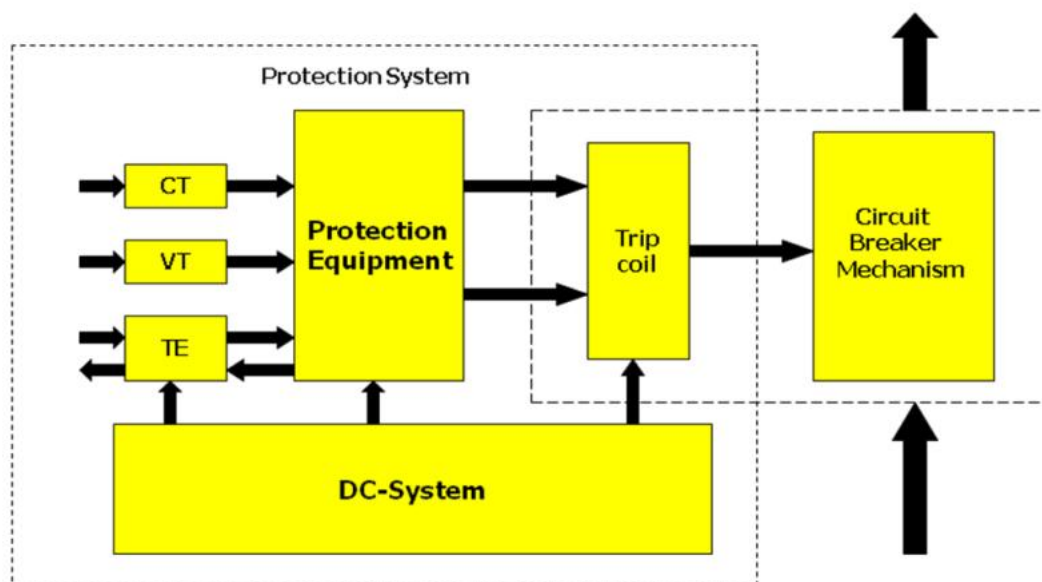 Protection System
CT
VT
TE
Protection
Equipment
Trip
coil
Circuit
Breaker
Mechanism
DC-System